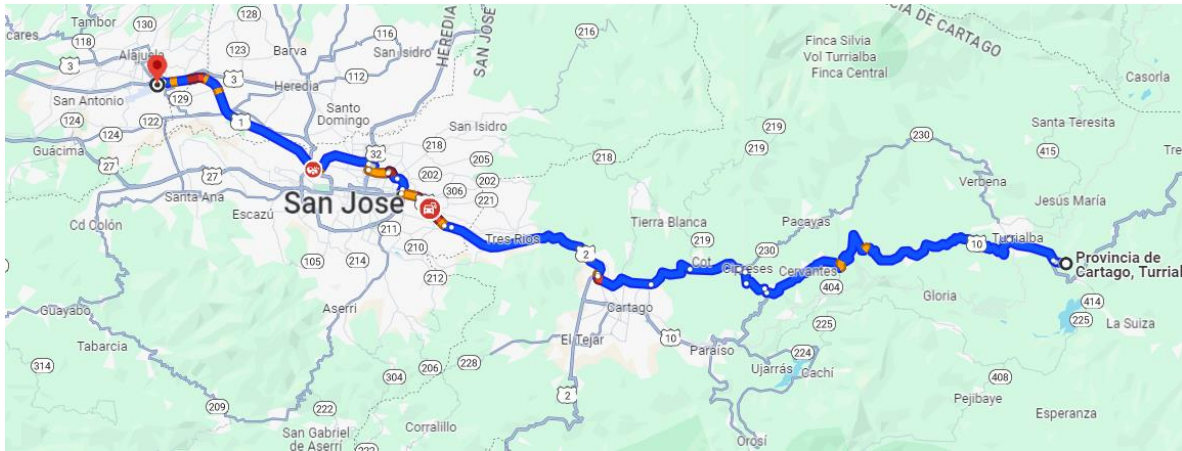 Tambor
130
128
116
216
CIA DE CARTAGO
cares
118
Alajuela
123
Barva
San Isidro
HEREDIA
SAN JOSÉ
Finca Silvia
Vol Turrialba
Finca Central
3
3
112
Heredia
Casorla
San Antonio
129
Santo
Domingo
San Isidro
219
Santa Teresita
124
124
122
1
32
218
205
219
230
415
Tre
Guácima
27
27
202
218
Verbena
Santa Ana
San José
306
202
221
Jesús María
Cd Colón
Escazú
211
Tres Ríos
Tierra Blanca
Pacayas
210
2
219
230
10
Turrialba
105
214
212
Cot
Cipreses
Cervantes
Provincia de
Cartago, Turrial
404
Gloria
414
Guayabo
Aserrí
Cartago
225
225
La Suiza
Tabarcia
El Tejar
10
Paraíso
224
314
228
Ujarrás
Cachí
206
304
408
209
2
Pejibaye
222
Esperanza
San Gabriel
de Aserrí
Corralillo
Orosí
222